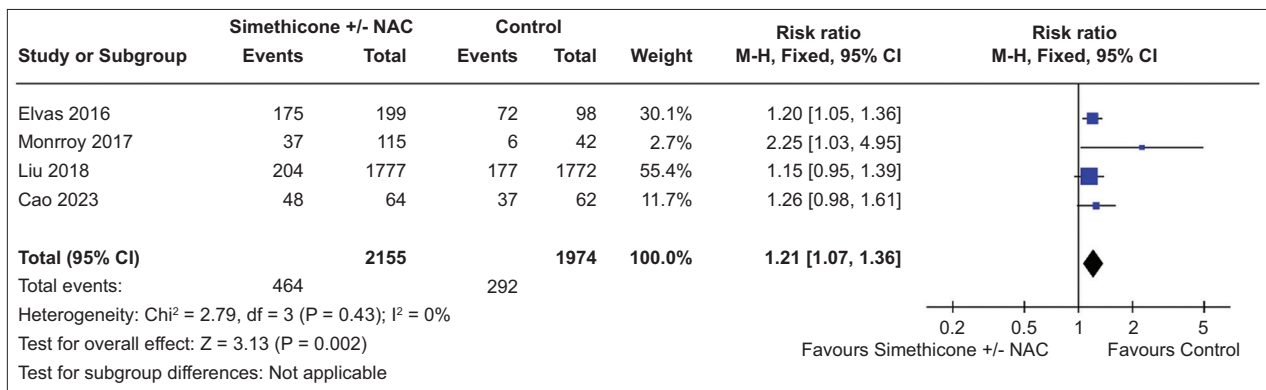 Simethicone +/- NAC Control Risk ratio Risk ratio
Study or Subgroup Events Total Events Total Weight M-H, Fixed, 95% CI M-H, Fixed, 95% CI
Elvas 2016 175 199 72 98 30.1% 1.20 [1.05, 1.36]
Monrroy 2017 37 115 6 42 2.7% 2.25 [1.03, 4.95]
Liu 2018 204 1777 177 1772 55.4% 1.15 [0.95, 1.39]
Cao 2023 48 64 37 62 11.7% 1.26 [0.98, 1.61]
Total (95% CI) 2155 1974 100.0% 1.21 [1.07, 1.36]
Total events: 464 292
Heterogeneity: Chi² = 2.79, df = 3 (P = 0.43); I² = 0%
Test for overall effect: Z = 3.13 (P = 0.002)
Test for subgroup differences: Not applicable
0.2 0.5 1 2 5
Favours Simethicone +/- NAC Favours Control